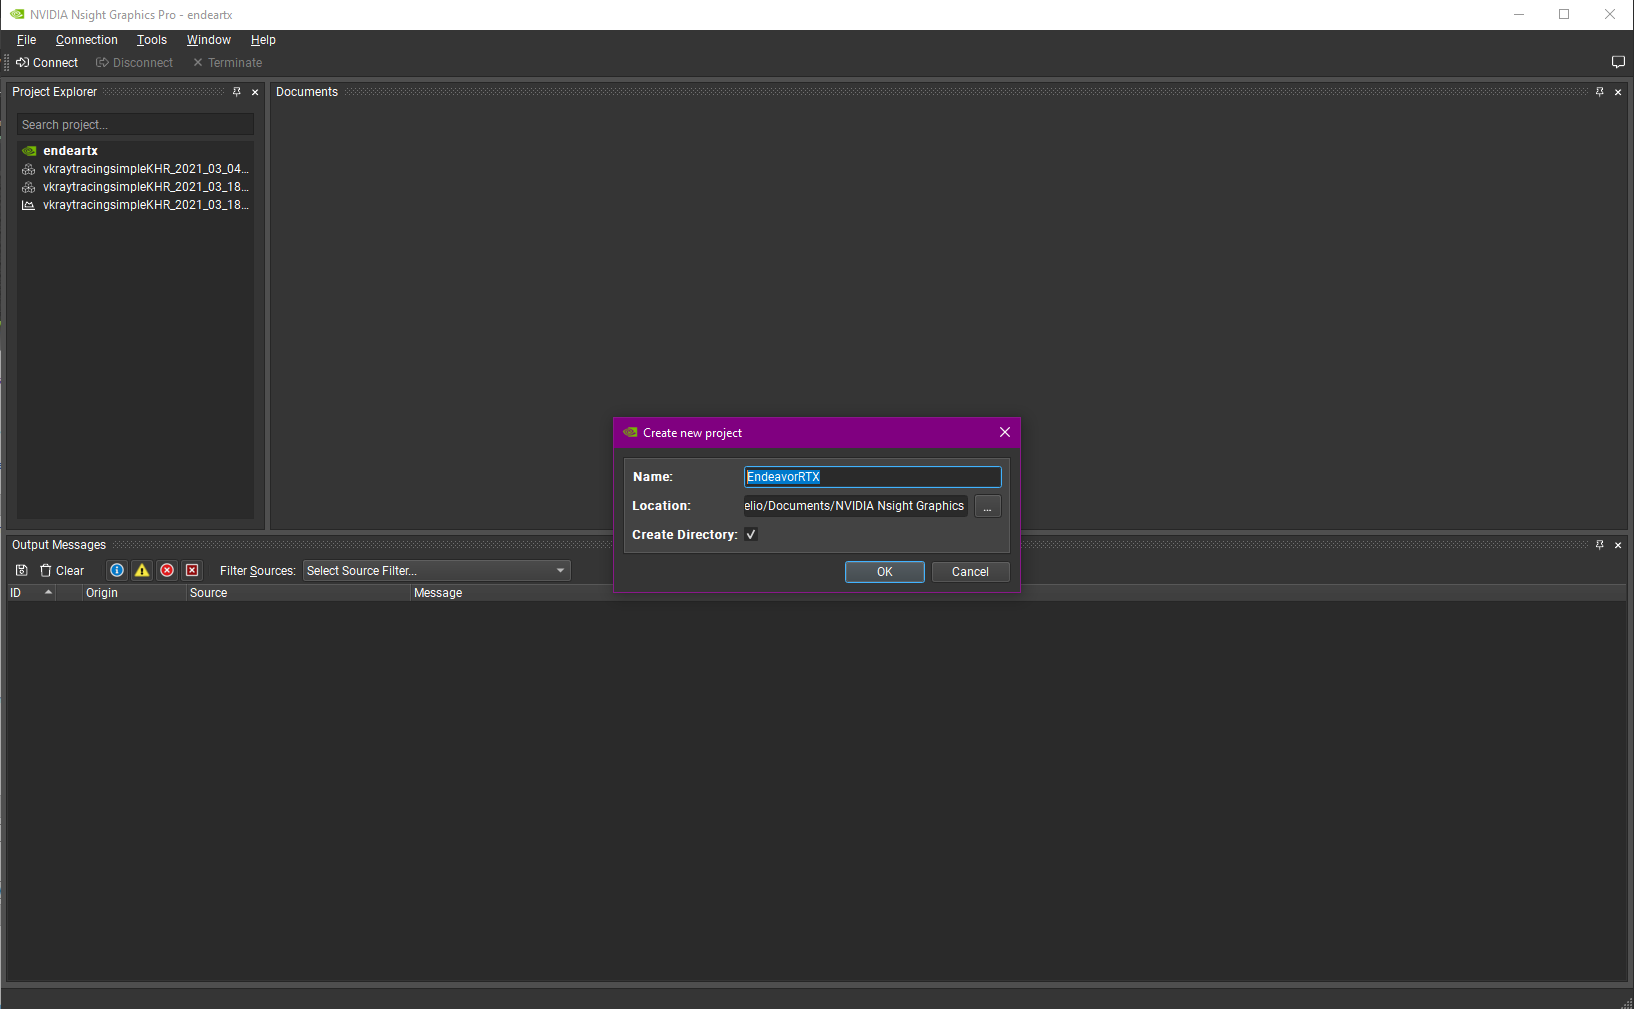 NVIDIA Nsight Graphics Pro - endeartx
File Connection Tools Window Help
Connect Disconnect Terminate
Project Explorer
Search project...
endeartx
vkraytracingsimpleKHR_2021_03_04...
vkraytracingsimpleKHR_2021_03_18...
vkraytracingsimpleKHR_2021_03_18...
Documents
Create new project
Name: EndeavorRTX
Location: elio/Documents/NVIDIA Nsight Graphics ...
Create Directory:
OK Cancel
Output Messages
Clear Filter Sources: Select Source Filter...
ID Origin Source Message